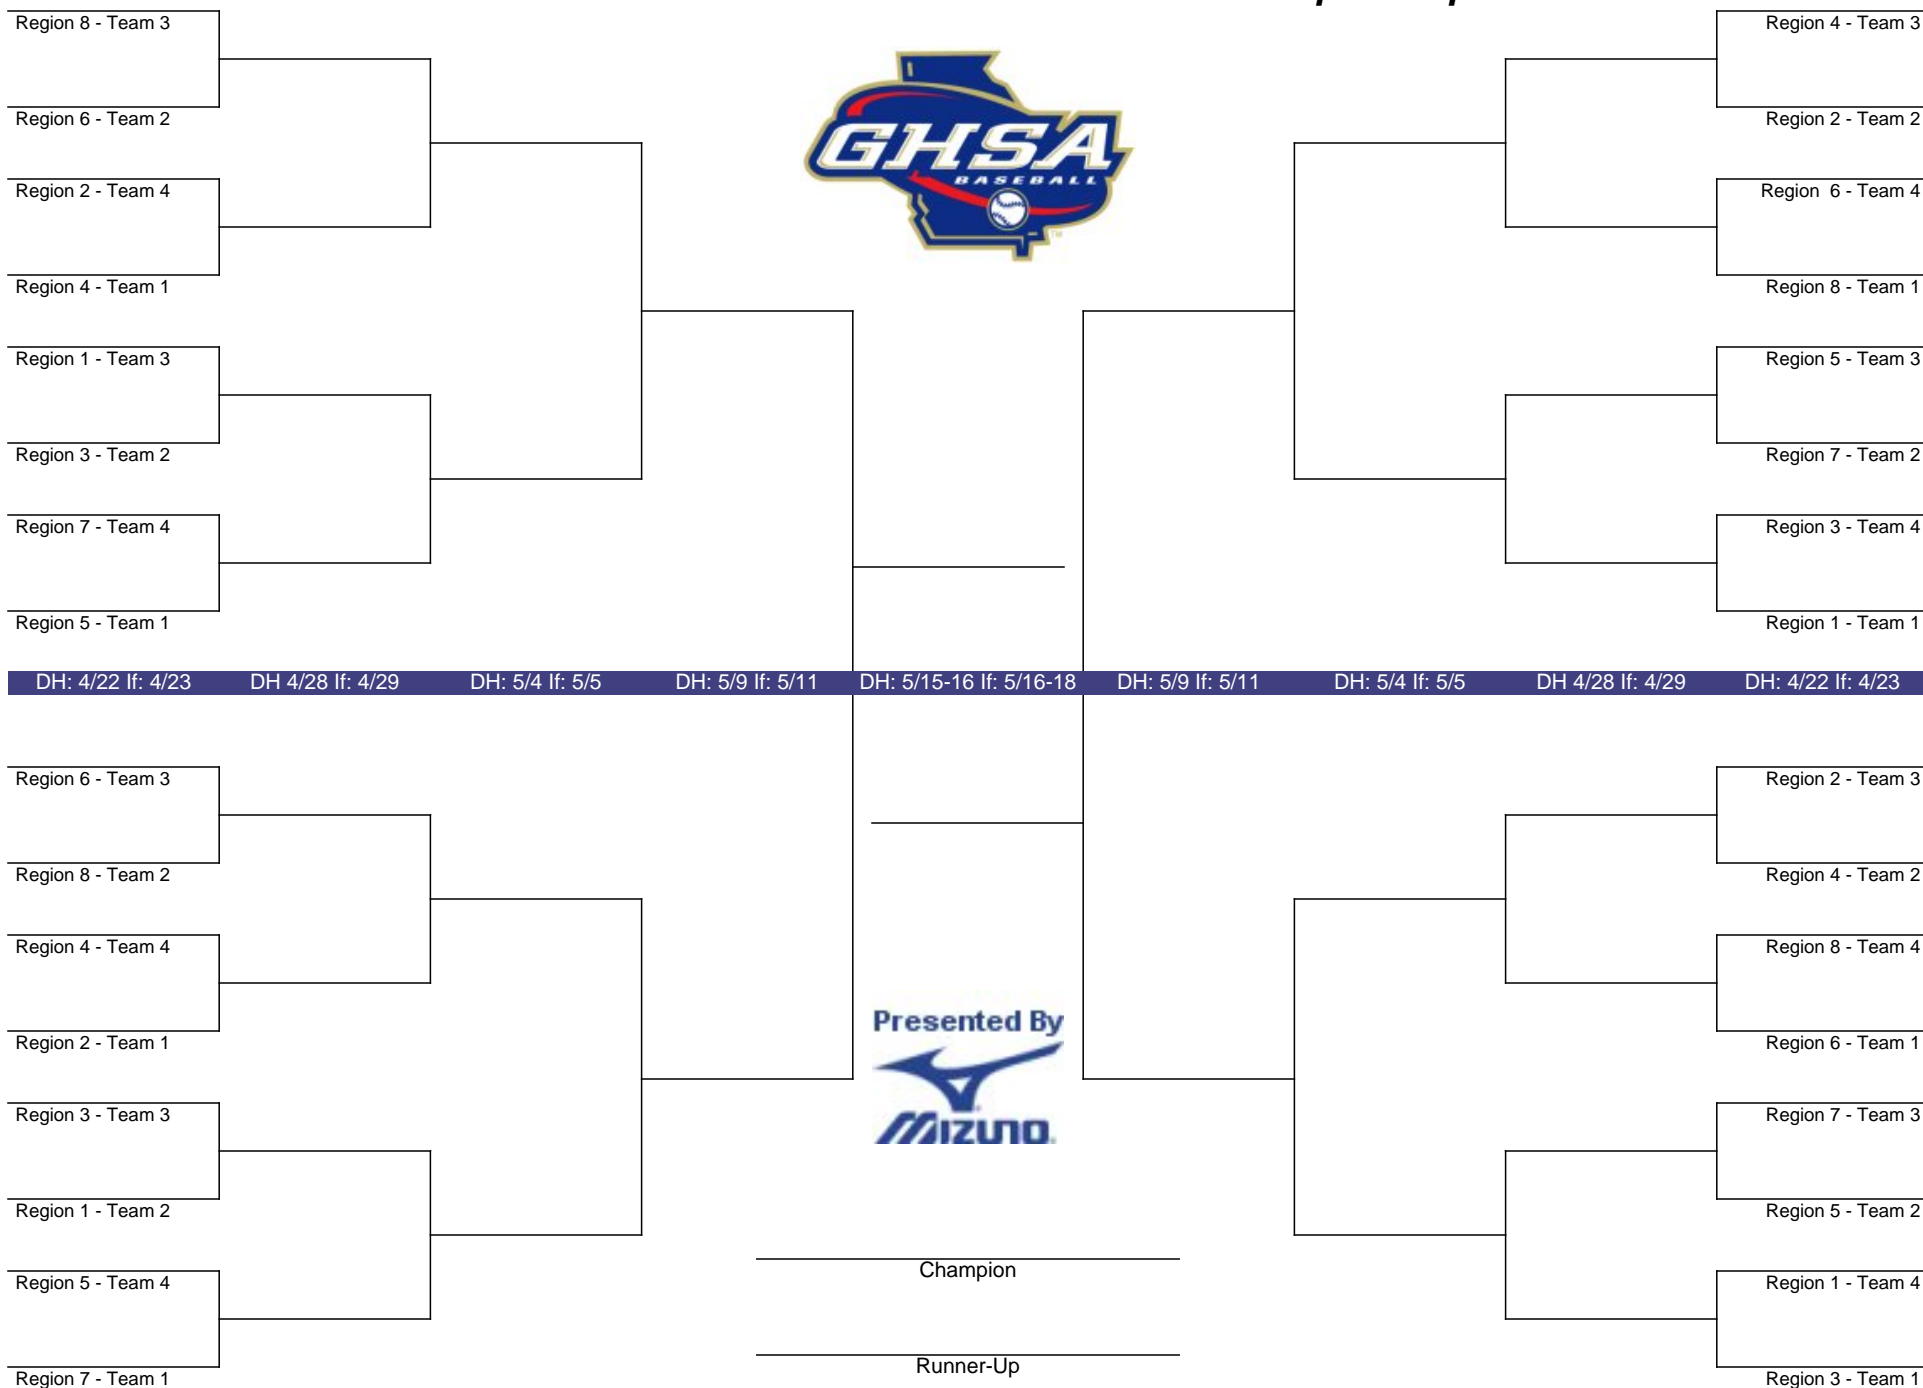 Region 8 - Team 3
Region 6 - Team 2
Region 2 - Team 4
Region 4 - Team 1
Region 1 - Team 3
Region 3 - Team 2
Region 7 - Team 4
Region 5 - Team 1
GHSA
BASEBALL
TM
Region 4 - Team 3
Region 2 - Team 2
Region  6 - Team 4
Region 8 - Team 1
Region 5 - Team 3
Region 7 - Team 2
Region 3 - Team 4
Region 1 - Team 1
DH: 4/22 If: 4/23 DH 4/28 If: 4/29 DH: 5/4 If: 5/5 DH: 5/9 If: 5/11 DH: 5/15-16 If: 5/16-18 DH: 5/9 If: 5/11 DH: 5/4 If: 5/5 DH 4/28 If: 4/29 DH: 4/22 If: 4/23
Region 6 - Team 3
Region 8 - Team 2
Region 4 - Team 4
Region 2 - Team 1
Region 3 - Team 3
Region 1 - Team 2
Region 5 - Team 4
Region 7 - Team 1
Presented By
MIZUNO
Champion
Runner-Up
Region 2 - Team 3
Region 4 - Team 2
Region 8 - Team 4
Region 6 - Team 1
Region 7 - Team 3
Region 5 - Team 2
Region 1 - Team 4
Region 3 - Team 1